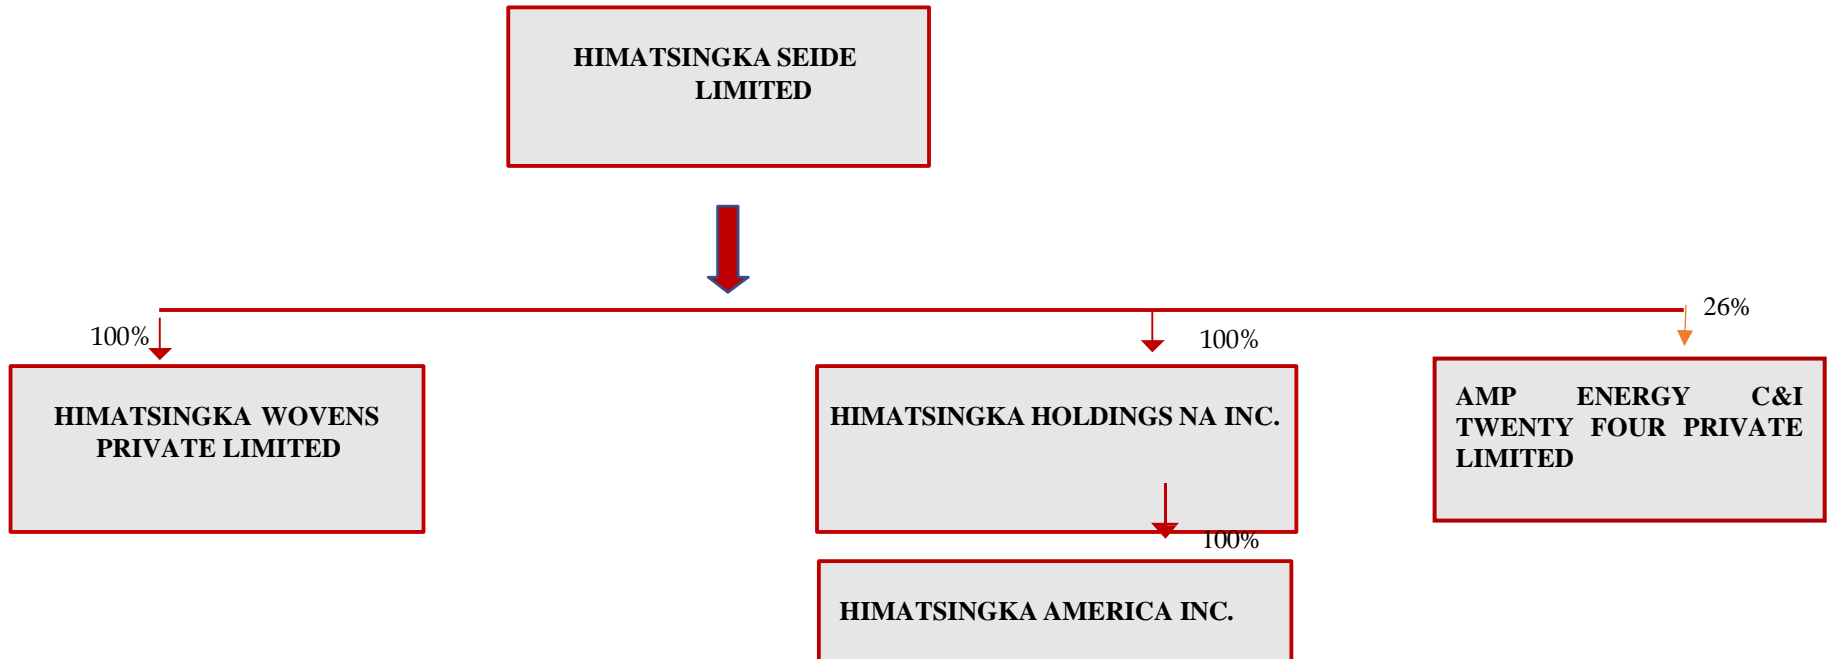 HIMATSINGKA SEIDE
LIMITED
26%
100%
100%
HIMATSINGKA WOVENS
PRIVATE LIMITED
HIMATSINGKA HOLDINGS NA INC.
AMP ENERGY C&I
TWENTY FOUR PRIVATE
LIMITED
100%
HIMATSINGKA AMERICA INC.